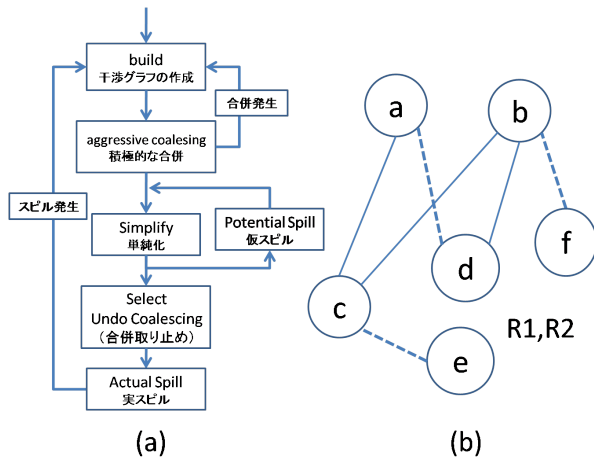 build
干渉グラフの作成
合併発生
aggressive coalesing
積極的な合併
スピル発生
Simplify
単純化
Potential Spill
仮スピル
Select
Undo Coalescing
(合併取り止め)
Actual Spill
実スピル
(a)
a
b
f
d
c
R1,R2
e
(b)